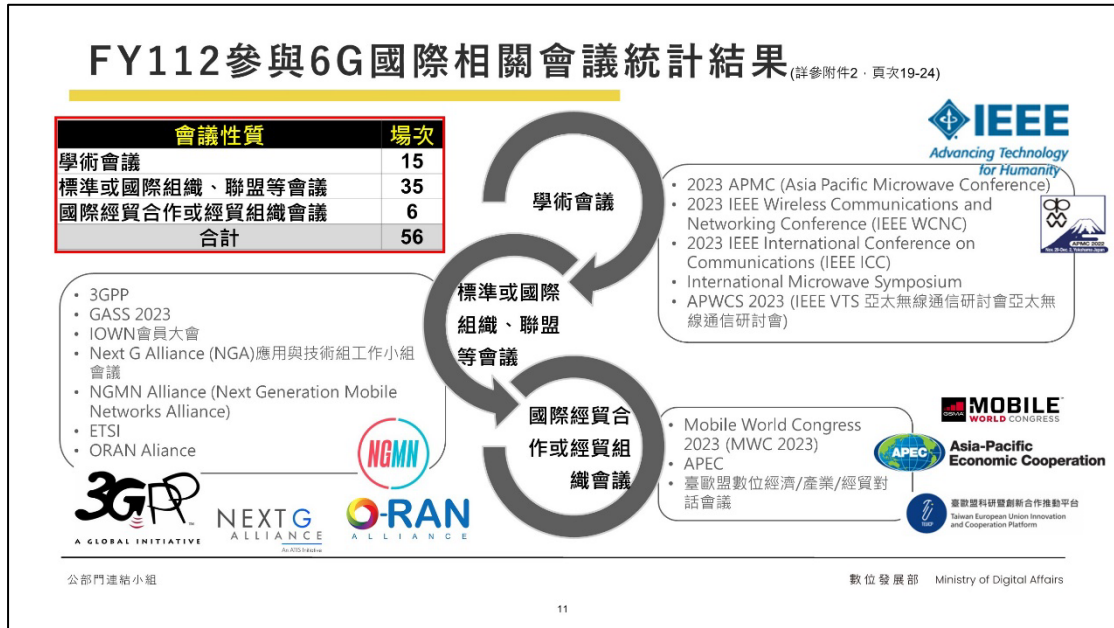 FY112參與6G國際相關會議統計結果(詳參附件2，頁次19-24)
會議性質 場次
學術會議 15
標準或國際組織、聯盟等會議 35
國際經貿合作或經貿組織會議 6
合計 56
學術會議
IEEE
Advancing Technology
for Humanity
• 2023 APMC (Asia Pacific Microwave Conference)
• 2023 IEEE Wireless Communications and
Networking Conference (IEEE WCNC)
• 2023 IEEE International Conference on
Communications (IEEE ICC)
• International Microwave Symposium
• APWCS 2023 (IEEE VTS 亞太無線通信研討會亞太無
線通信研討會)
APMC 2022
標準或國際
組織、聯盟
等會議
• 3GPP
• GASS 2023
• IOWN會員大會
• Next G Alliance (NGA)應用與技術組工作小組
會議
• NGMN Alliance (Next Generation Mobile
Networks Alliance)
• ETSI
• ORAN Aliance
NGMN
3GPP™
A GLOBAL INITIATIVE
NEXT G
ALLIANCE
An ATIS Initiative
O-RAN
ALLIANCE
國際經貿合
作或經貿組
織會議
• Mobile World Congress
2023 (MWC 2023)
• APEC
• 臺歐盟數位經濟/產業/經貿對
話會議
GSMA MOBILE
WORLD CONGRESS
APEC
Asia-Pacific
Economic Cooperation
臺歐盟科研暨創新合作推動平台
Taiwan European Union Innovation
and Cooperation Platform
公部門連結小組
數位發展部 Ministry of Digital Affairs
11